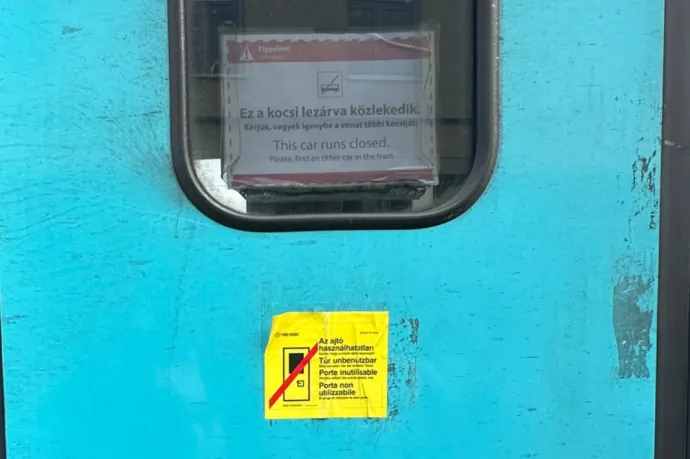 Figyelem!
Ez a kocsi lezárva közlekedik.
Kérjük, vegyék igénybe a vonat többi kocsiját.
This car runs closed.
Please, find an other car in the train.
Az ajtó
használhatatlan
Tür unbenutzbar
Porte inutilisable
Porta non
utilizzabile